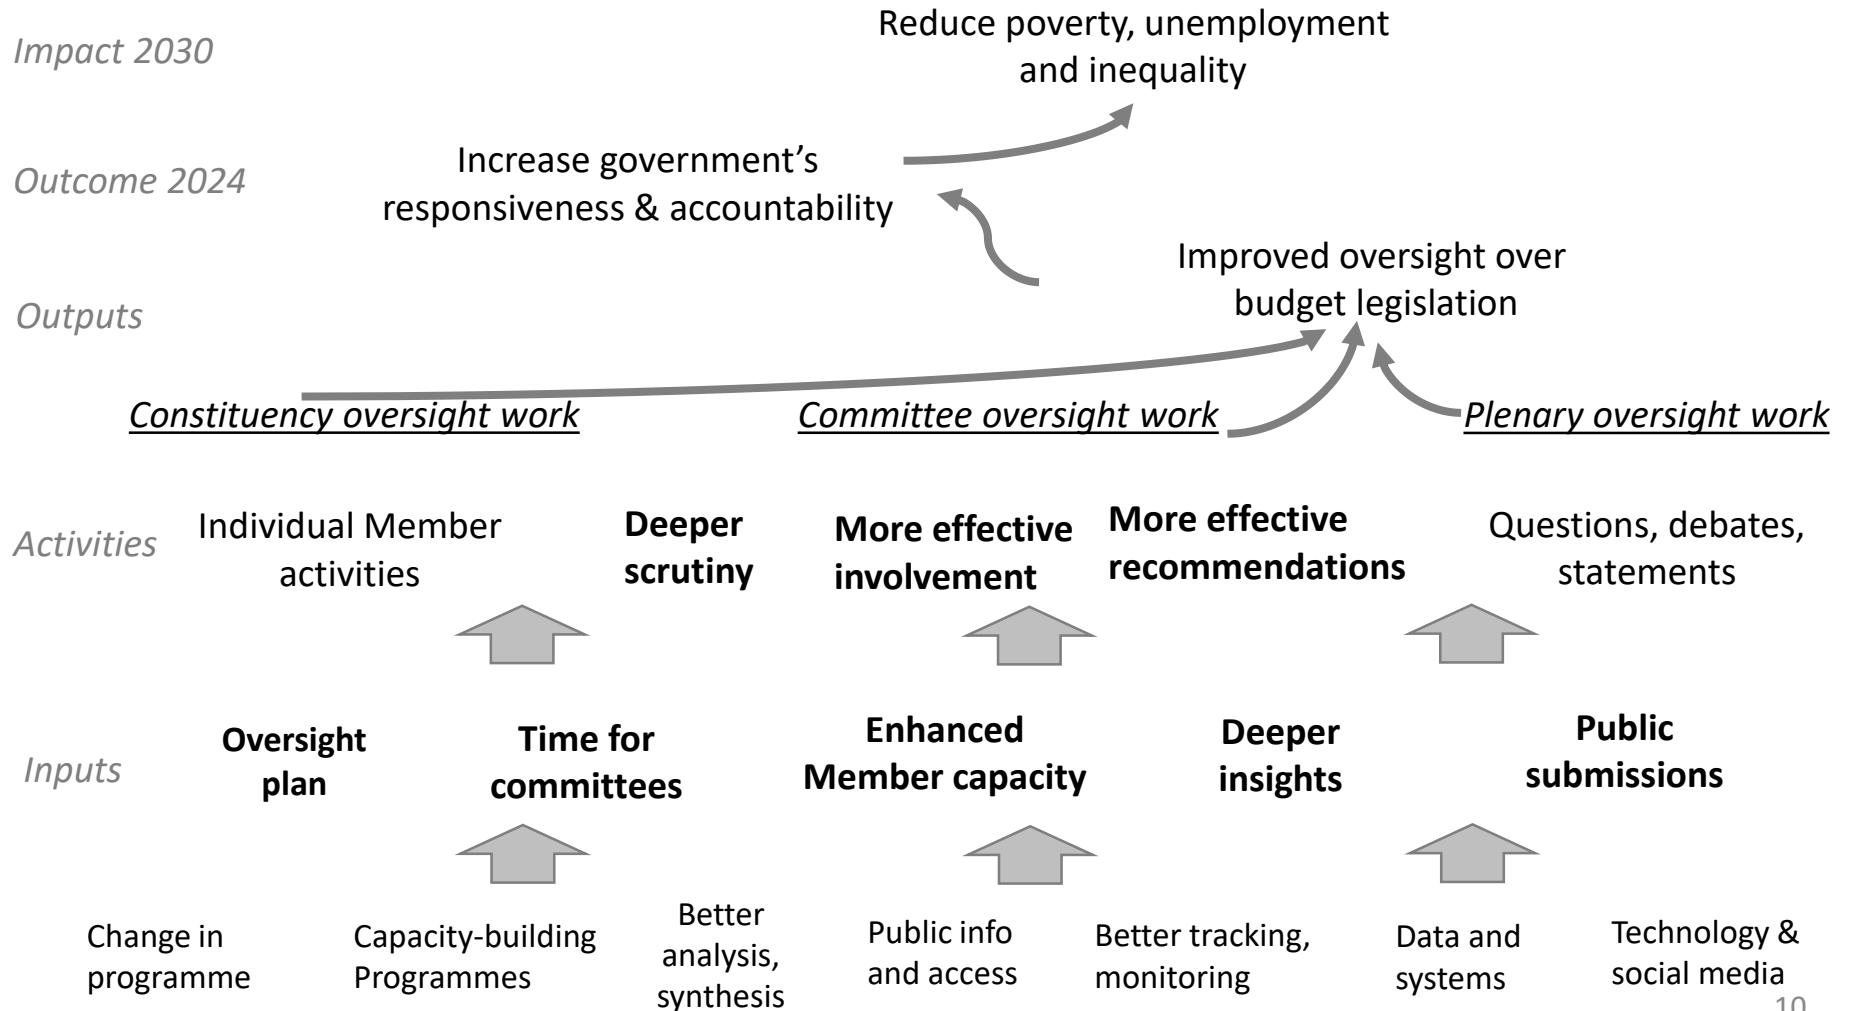 Impact 2030
Reduce poverty, unemployment
and inequality
Outcome 2024
Increase government’s
responsiveness & accountability
Outputs
Improved oversight over
budget legislation
Constituency oversight work
Committee oversight work
Plenary oversight work
Activities
Individual Member
activities
Deeper
scrutiny
More effective
involvement
More effective
recommendations
Questions, debates,
statements
Inputs
Oversight
plan
Time for
committees
Enhanced
Member capacity
Deeper
insights
Public
submissions
Change in
programme
Capacity-building
Programmes
Better
analysis,
synthesis
Public info
and access
Better tracking,
monitoring
Data and
systems
Technology &
social media
10